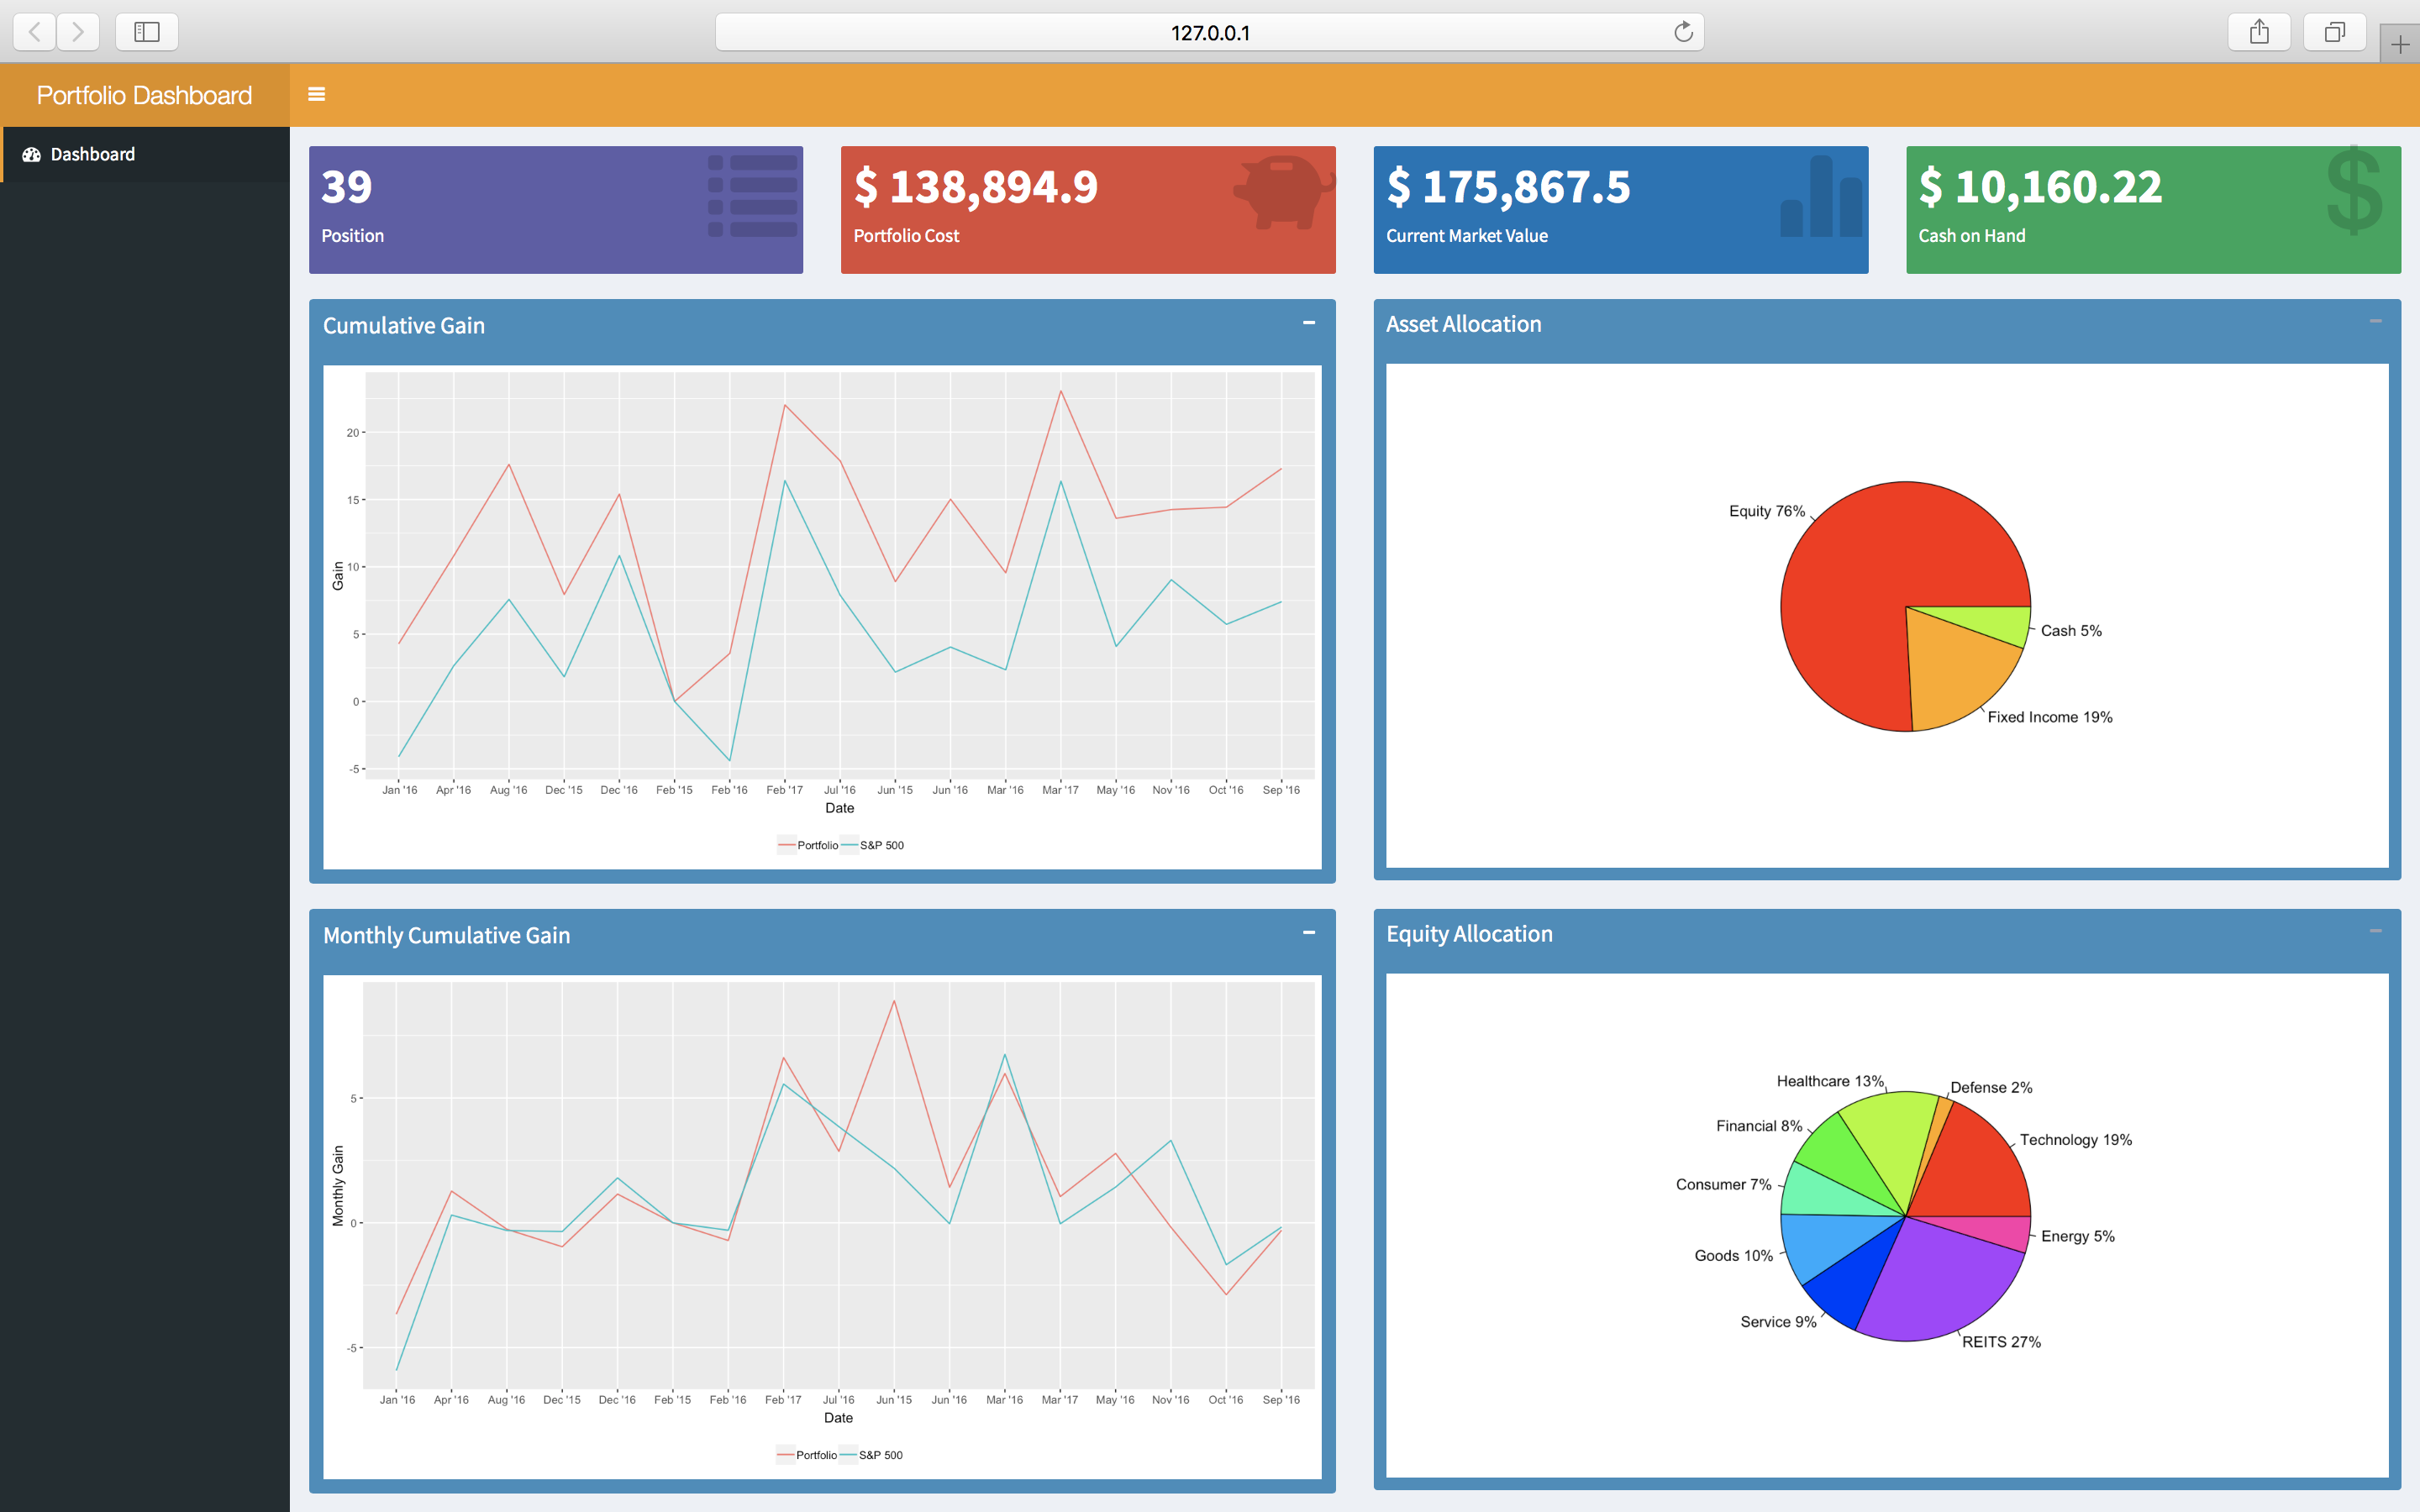 127.0.0.1
Portfolio Dashboard
Dashboard
39
Position
$ 138,894.9
Portfolio Cost
$ 175,867.5
Current Market Value
$ 10,160.22
Cash on Hand
$
Cumulative Gain
20
15
10
5
0
-5
Gain
Jan '16 Apr '16 Aug '16 Dec '15 Dec '16 Feb '15 Feb '16 Feb '17 Jul '16 Jun '15 Jun '16 Mar '16 Mar '17 May '16 Nov '16 Oct '16 Sep '16
Date
Portfolio S&P 500
Asset Allocation
Equity 76%
Cash 5%
Fixed Income 19%
Monthly Cumulative Gain
5
0
-5
Monthly Gain
Jan '16 Apr '16 Aug '16 Dec '15 Dec '16 Feb '15 Feb '16 Feb '17 Jul '16 Jun '15 Jun '16 Mar '16 Mar '17 May '16 Nov '16 Oct '16 Sep '16
Date
Portfolio S&P 500
Equity Allocation
Healthcare 13%
Defense 2%
Financial 8%
Technology 19%
Consumer 7%
Energy 5%
Goods 10%
Service 9%
REITS 27%